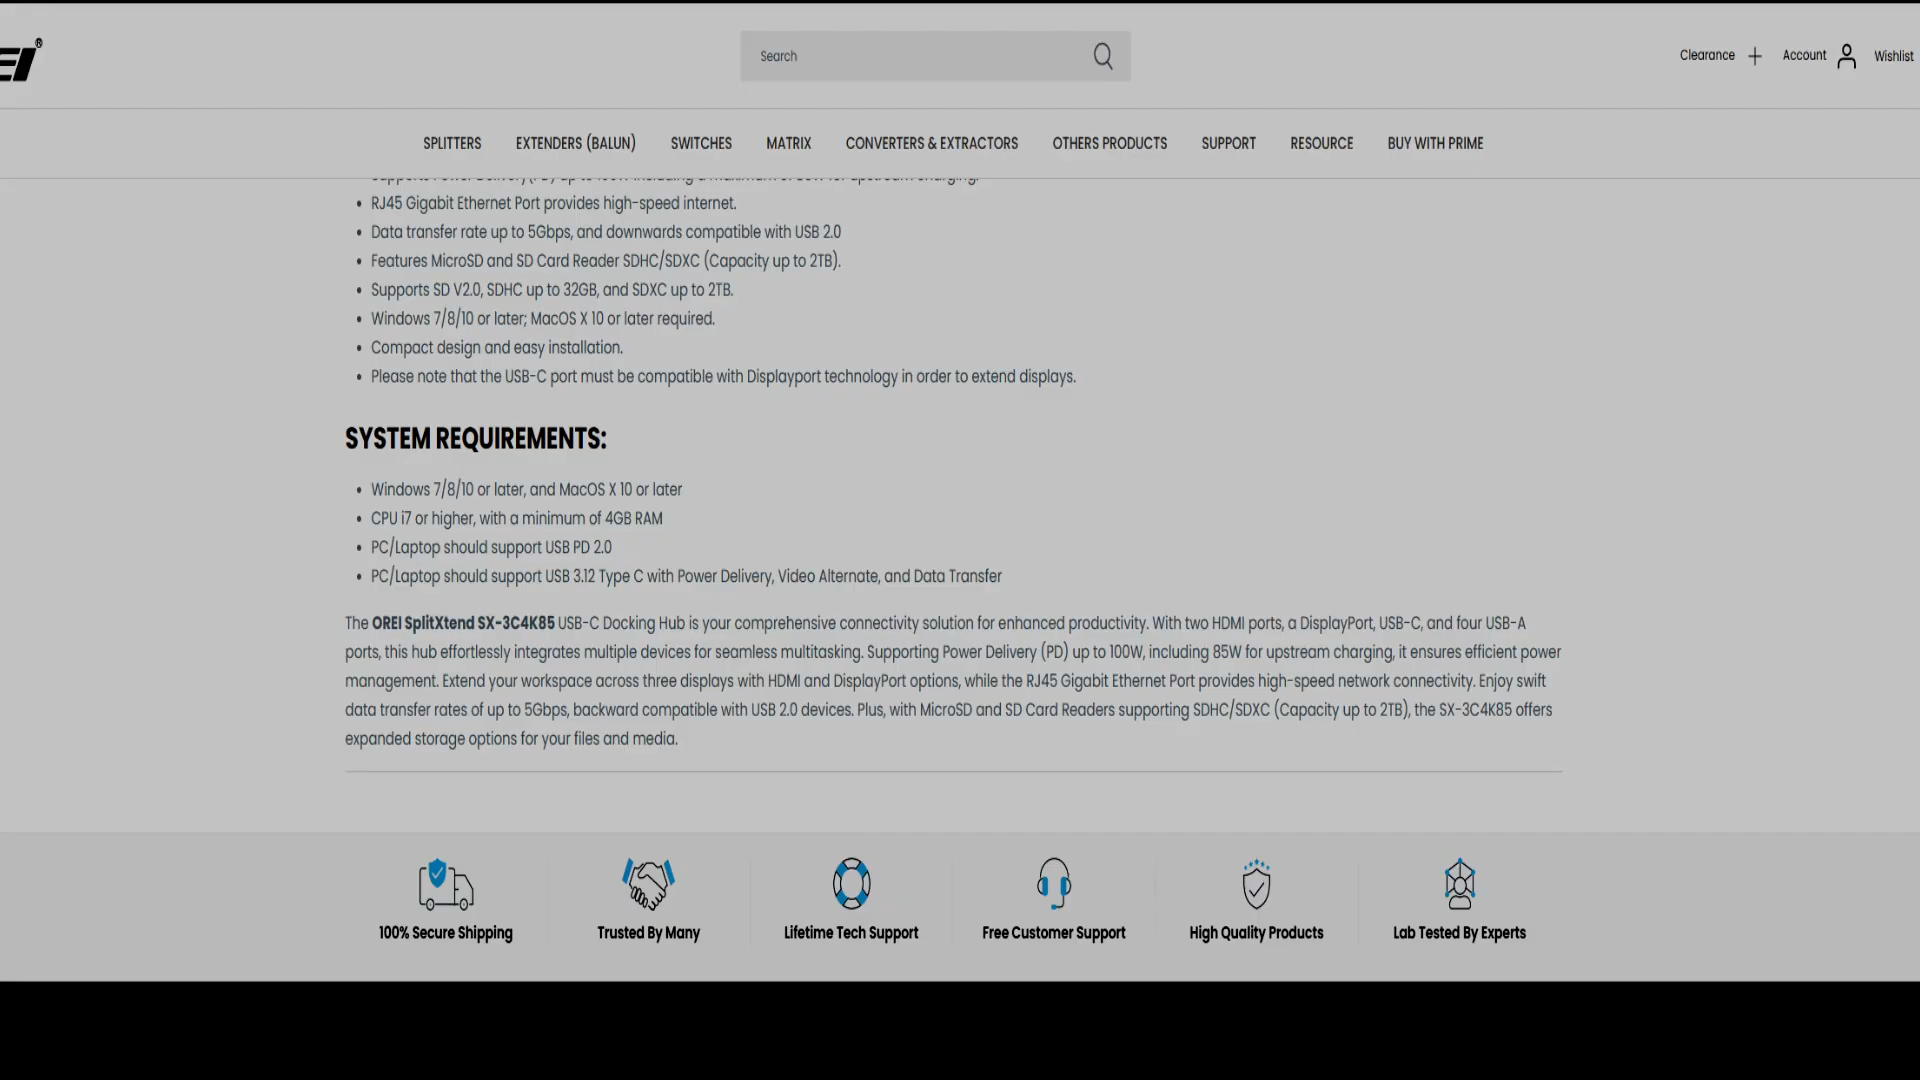 EI®
Search
Clearance
Account
Wishlist
SPLITTERS EXTENDERS (BALUN) SWITCHES MATRIX CONVERTERS & EXTRACTORS OTHERS PRODUCTS SUPPORT RESOURCE BUY WITH PRIME
• RJ45 Gigabit Ethernet Port provides high-speed internet.
• Data transfer rate up to 5Gbps, and downwards compatible with USB 2.0
• Features MicroSD and SD Card Reader SDHC/SDXC (Capacity up to 2TB).
• Supports SD V2.0, SDHC up to 32GB, and SDXC up to 2TB.
• Windows 7/8/10 or later; MacOS X 10 or later required.
• Compact design and easy installation.
• Please note that the USB-C port must be compatible with Displayport technology in order to extend displays.
SYSTEM REQUIREMENTS:
• Windows 7/8/10 or later, and MacOS X 10 or later
• CPU i7 or higher, with a minimum of 4GB RAM
• PC/Laptop should support USB PD 2.0
• PC/Laptop should support USB 3.12 Type C with Power Delivery, Video Alternate, and Data Transfer
The OREI SplitXtend SX-3C4K85 USB-C Docking Hub is your comprehensive connectivity solution for enhanced productivity. With two HDMI ports, a DisplayPort, USB-C, and four USB-A
ports, this hub effortlessly integrates multiple devices for seamless multitasking. Supporting Power Delivery (PD) up to 100W, including 85W for upstream charging, it ensures efficient power
management. Extend your workspace across three displays with HDMI and DisplayPort options, while the RJ45 Gigabit Ethernet Port provides high-speed network connectivity. Enjoy swift
data transfer rates of up to 5Gbps, backward compatible with USB 2.0 devices. Plus, with MicroSD and SD Card Readers supporting SDHC/SDXC (Capacity up to 2TB), the SX-3C4K85 offers
expanded storage options for your files and media.
100% Secure Shipping
Trusted By Many
Lifetime Tech Support
Free Customer Support
High Quality Products
Lab Tested By Experts